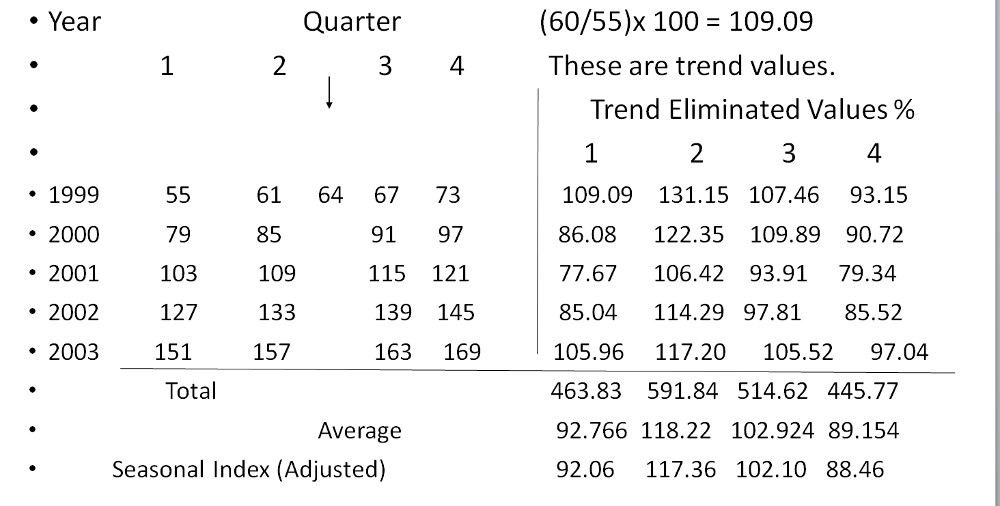 • Year Quarter (60/55)x 100 = 109.09
• 1 2 3 4 These are trend values.
• Trend Eliminated Values %
• 1 2 3 4
• 1999 55 61 64 67 73 109.09 131.15 107.46 93.15
• 2000 79 85 91 97 86.08 122.35 109.89 90.72
• 2001 103 109 115 121 77.67 106.42 93.91 79.34
• 2002 127 133 139 145 85.04 114.29 97.81 85.52
• 2003 151 157 163 169 105.96 117.20 105.52 97.04
• Total 463.83 591.84 514.62 445.77
• Average 92.766 118.22 102.924 89.154
• Seasonal Index (Adjusted) 92.06 117.36 102.10 88.46